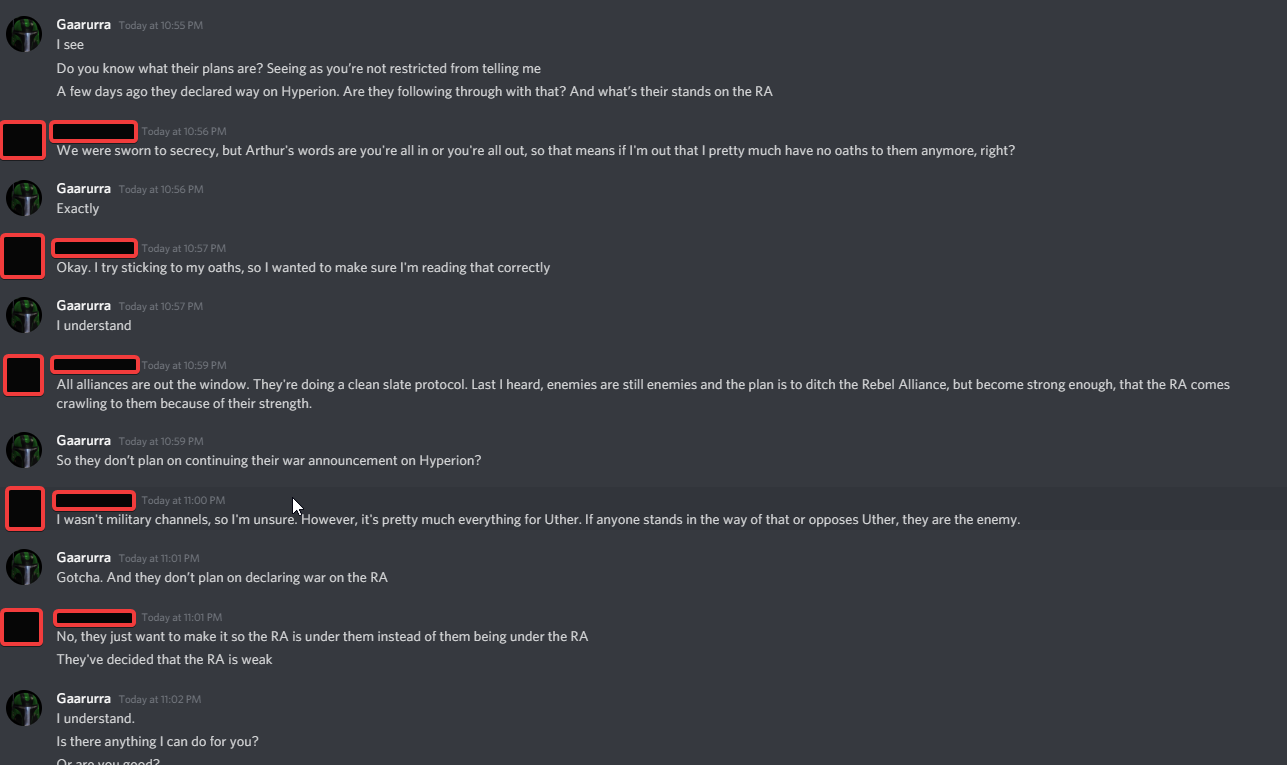 Gaarurra Today at 10:55 PM
I see
Do you know what their plans are? Seeing as you're not restricted from telling me
A few days ago they declared way on Hyperion. Are they following through with that? And what's their stands on the RA
Today at 10:56 PM
We were sworn to secrecy, but Arthur's words are you're all in or you're all out, so that means if I'm out that I pretty much have no oaths to them anymore, right?
Gaarurra Today at 10:56 PM
Exactly
Today at 10:57 PM
Okay. I try sticking to my oaths, so I wanted to make sure I'm reading that correctly
Gaarurra Today at 10:57 PM
I understand
Today at 10:59 PM
All alliances are out the window. They're doing a clean slate protocol. Last I heard, enemies are still enemies and the plan is to ditch the Rebel Alliance, but become strong enough, that the RA comes
crawling to them because of their strength.
Gaarurra Today at 10:59 PM
So they don't plan on continuing their war announcement on Hyperion?
Today at 11:00 PM
I wasn't military channels, so I'm unsure. However, it's pretty much everything for Uther. If anyone stands in the way of that or opposes Uther, they are the enemy.
Gaarurra Today at 11:01 PM
Gotcha. And they don't plan on declaring war on the RA
Today at 11:01 PM
No, they just want to make it so the RA is under them instead of them being under the RA
They've decided that the RA is weak
Gaarurra Today at 11:02 PM
I understand.
Is there anything I can do for you?
Or are you good?